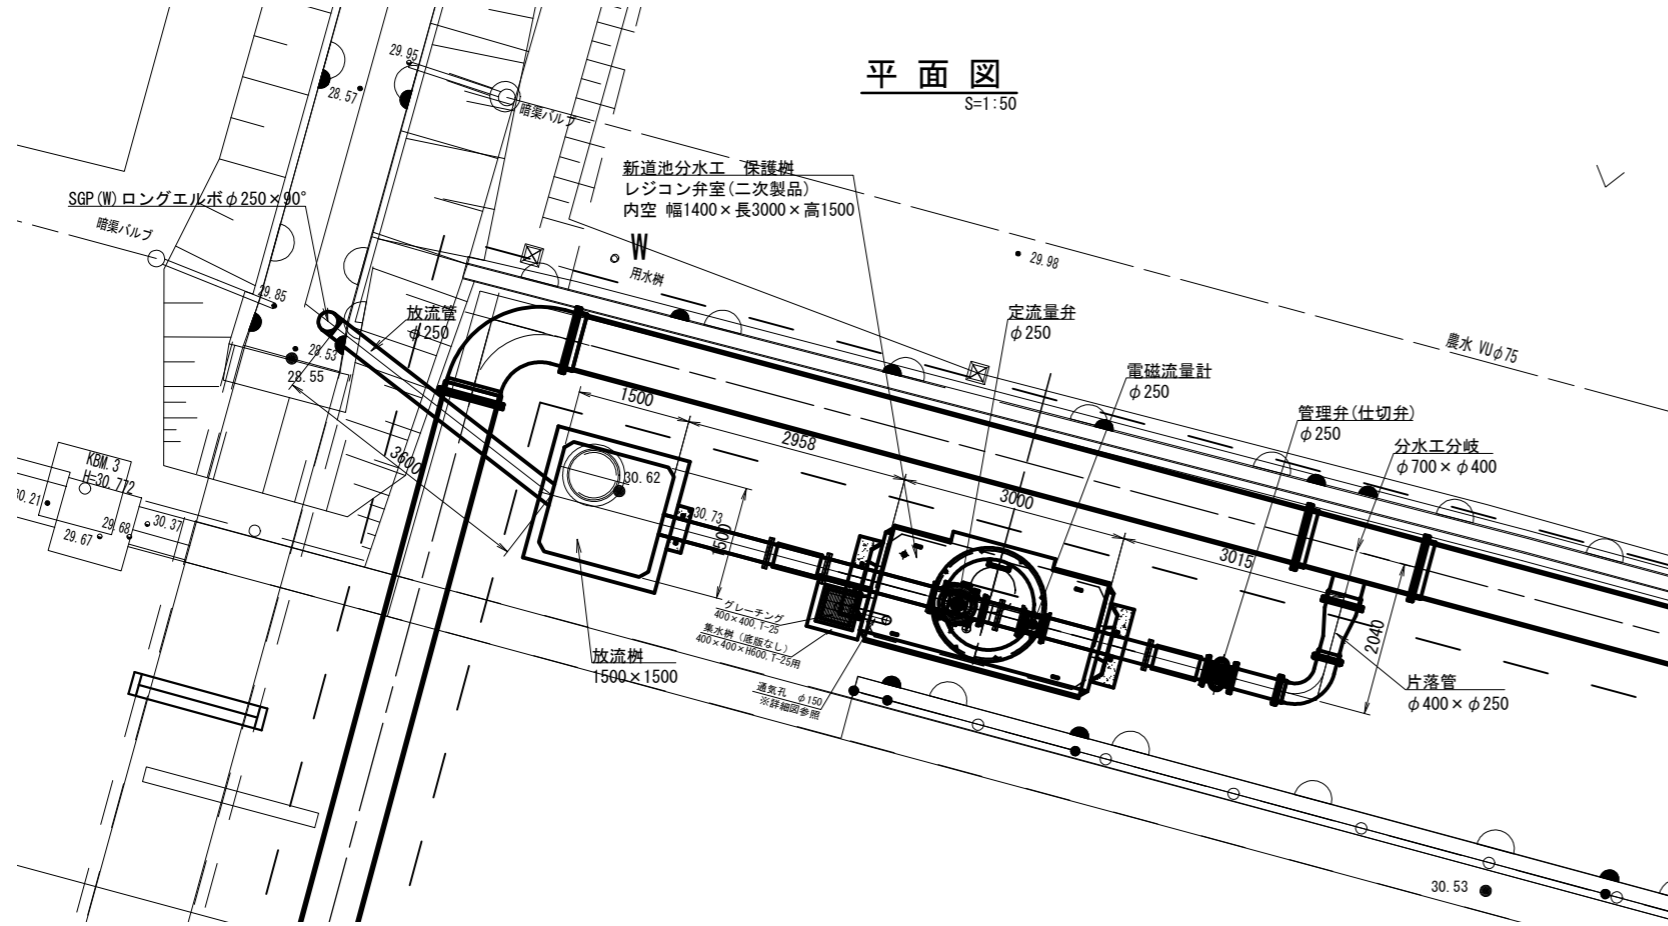 平面図
S=1:50
29.95
28.57
暗渠バルブ
新道池分水工 保護桝
レジコン弁室(二次製品)
内空 幅1400×長3000×高1500
SGP(W)ロングエルボφ250×90°
暗渠バルブ
W
用水桝
29.98
29.85
放流管
φ250
定流量弁
φ250
農水 VUφ75
28.53
28.55
電磁流量計
φ250
1500
管理弁(仕切弁)
φ250
2958
分水工分岐
φ700×φ400
3600
KBM.3
H=30.772
30.62
3000
30.21
30.73
29.68
30.37
29.67
1500
3015
グレーチング
400×400,T-25
集水桝 (底版なし)
400×400×H600,T-25用
2040
放流桝
1500×1500
通気孔 φ150
※詳細図参照
片落管
φ400×φ250
30.53